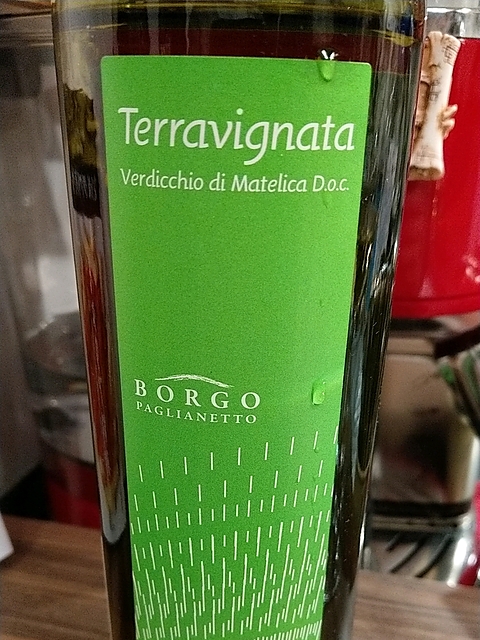 Terravignata
Verdicchio di Matelica D.o.c.
BORGO
PAGLIANETTO